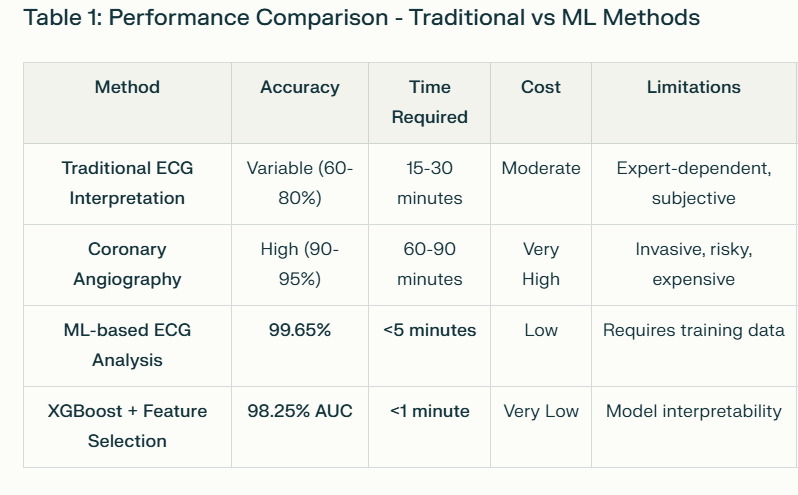 Table 1: Performance Comparison - Traditional vs ML Methods
Method Accuracy Time Required Cost Limitations
Traditional ECG Interpretation Variable (60-80%) 15-30 minutes Moderate Expert-dependent, subjective
Coronary Angiography High (90-95%) 60-90 minutes Very High Invasive, risky, expensive
ML-based ECG Analysis 99.65% <5 minutes Low Requires training data
XGBoost + Feature Selection 98.25% AUC <1 minute Very Low Model interpretability